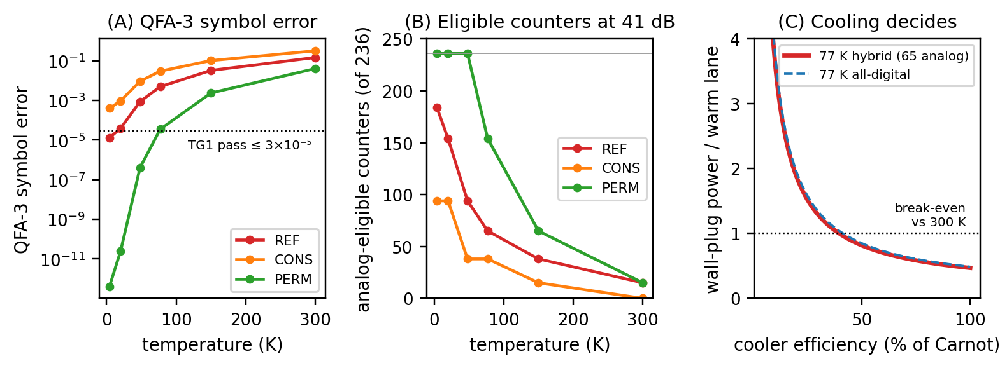 (A) QFA-3 symbol error
QFA-3 symbol error
10⁻¹
10⁻³
10⁻⁵
10⁻⁷
10⁻⁹
10⁻¹¹
TG1 pass ≤ 3×10⁻⁵
REF
CONS
PERM
0 100 200 300
temperature (K)
(B) Eligible counters at 41 dB
analog-eligible counters (of 236)
250
200
150
100
50
0
REF
CONS
PERM
0 100 200 300
temperature (K)
(C) Cooling decides
wall-plug power / warm lane
4
3
2
1
0
77 K hybrid (65 analog)
77 K all-digital
break-even
vs 300 K
50 100
cooler efficiency (% of Carnot)